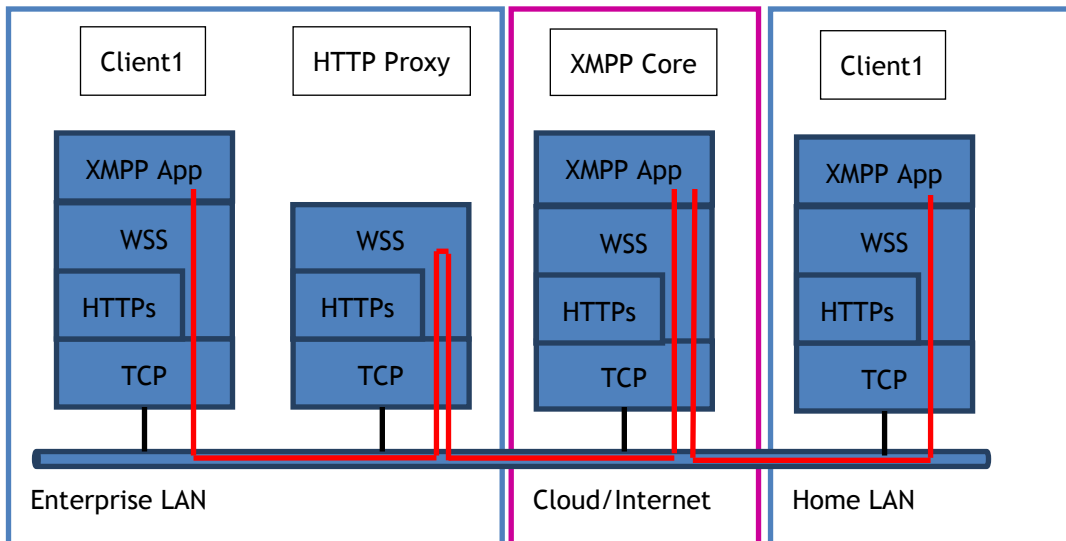 Client1
HTTP Proxy
XMPP Core
Client1
XMPP App
WSS
HTTPs
TCP
WSS
HTTPs
TCP
XMPP App
WSS
HTTPs
TCP
XMPP App
WSS
HTTPs
TCP
Enterprise LAN
Cloud/Internet
Home LAN